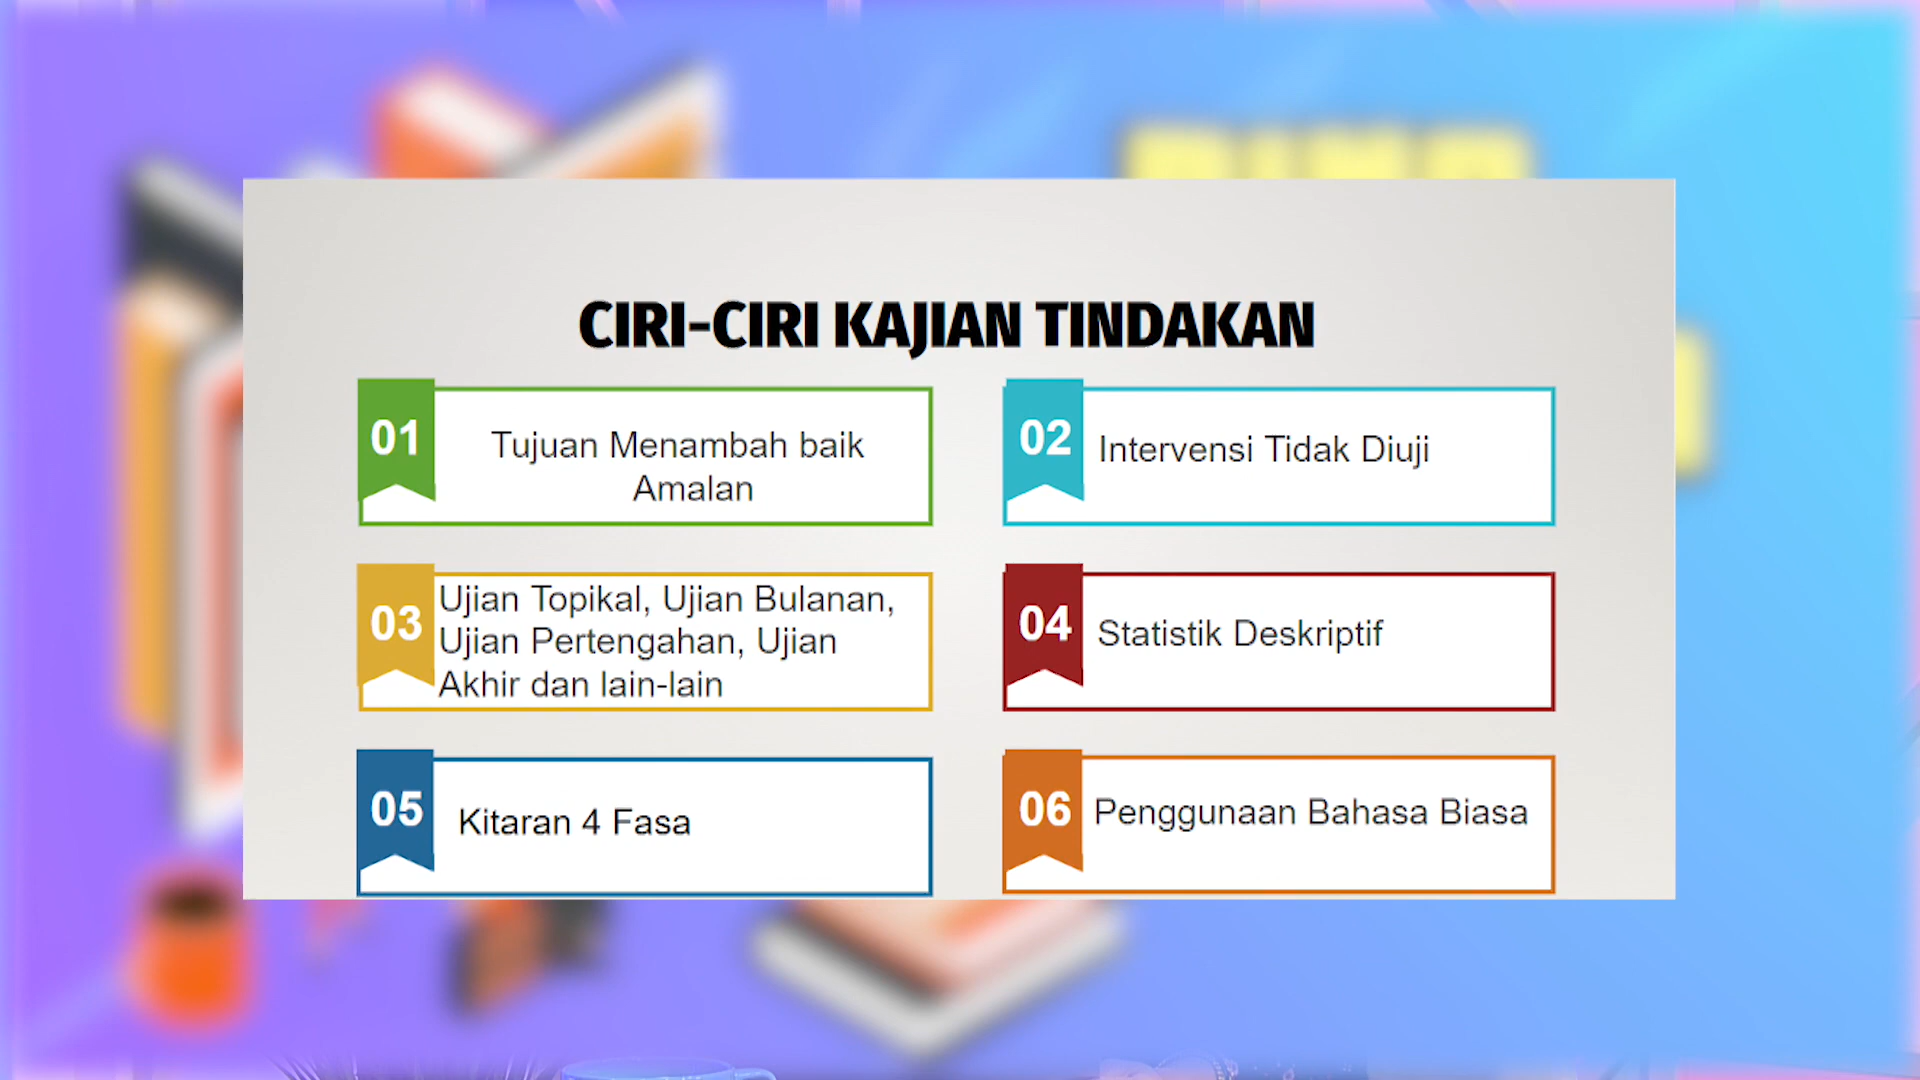 CIRI-CIRI KAJIAN TINDAKAN
01
Tujuan Menambah baik
Amalan
02
Intervensi Tidak Diuji
03
Ujian Topikal, Ujian Bulanan,
Ujian Pertengahan, Ujian
Akhir dan lain-lain
04
Statistik Deskriptif
05
Kitaran 4 Fasa
06
Penggunaan Bahasa Biasa